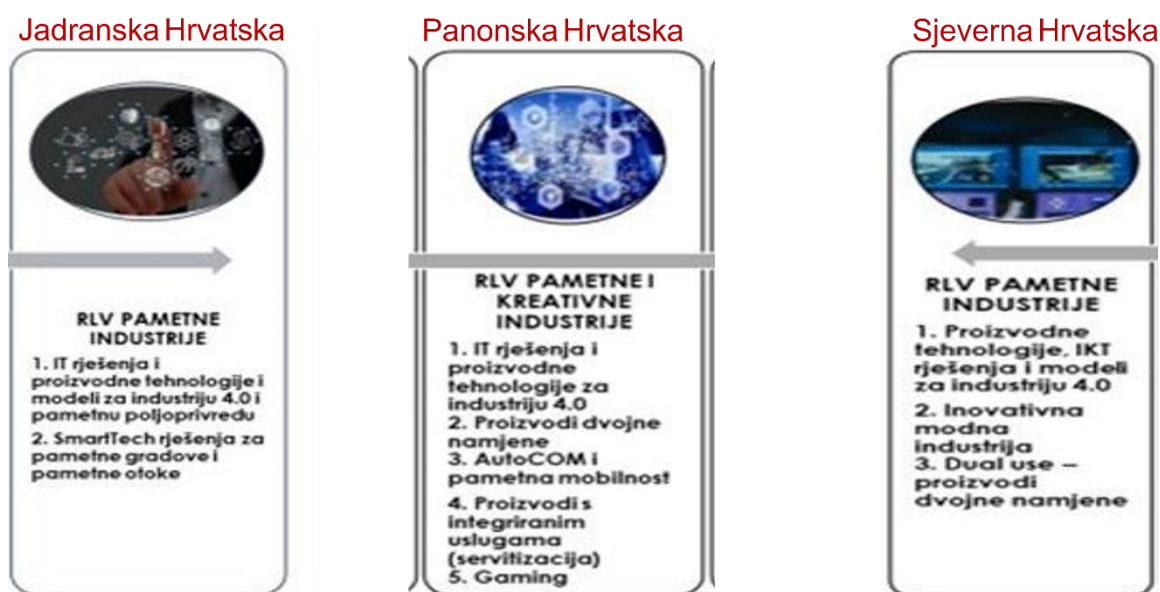 Jadranska Hrvatska
RLV PAMETNE
INDUSTRIJE
1. IT rješenja i
proizvodne tehnologije i
modeli za industriju 4.0 i
pametnu poljoprivredu
2. SmartTech rješenja za
pametne gradove i
pametne otoke
Panonska Hrvatska
RLV PAMETNE I
KREATIVNE
INDUSTRIJE
1. IT rješenja i
proizvodne
tehnologije za
industriju 4.0
2. Proizvodi dvojne
namjene
3. AutoCOM i
pametna mobilnost
4. Proizvodi s
integriranim
uslugama
(servitizacija)
5. Gaming
Sjeverna Hrvatska
RLV PAMETNE
INDUSTRIJE
1. Proizvodne
tehnologije, IKT
rješenja i modeli
za industriju 4.0
2. Inovativna
modna
industrija
3. Dual use –
proizvodi
dvojne namjene